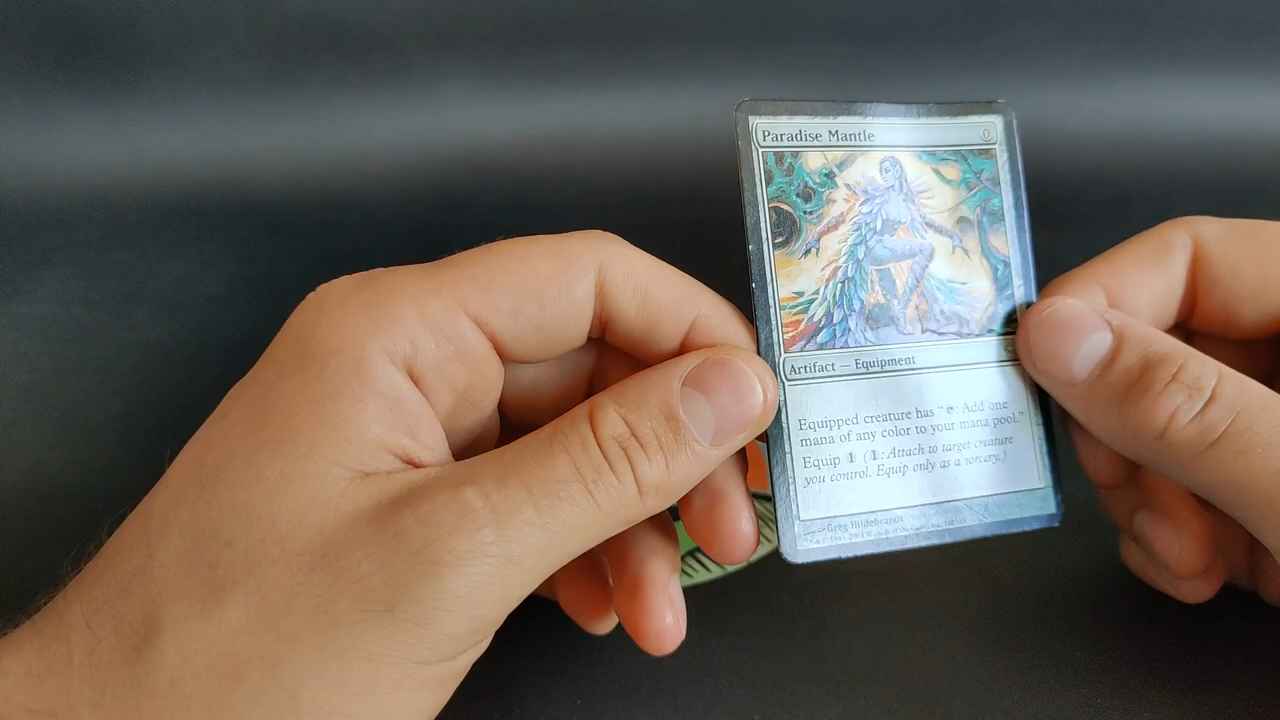 Paradise Mantle 0
Artifact — Equipment
Equipped creature has “: Add one
mana of any color to your mana pool.”
Equip 1 (1: Attach to target creature
you control. Equip only as a sorcery.)
Greg Hildebrandt